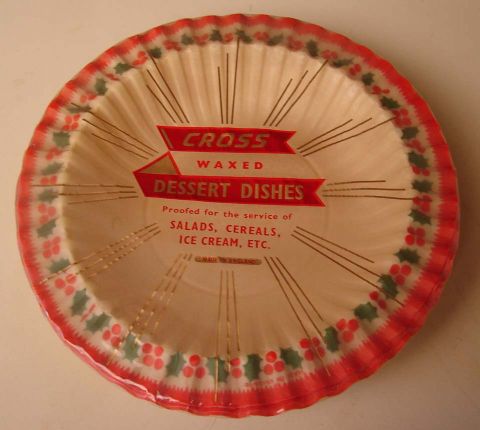 CROSS
WAXED
DESSERT DISHES
Proofed for the service of
SALADS, CEREALS,
ICE CREAM, ETC.
MADE IN ENGLAND